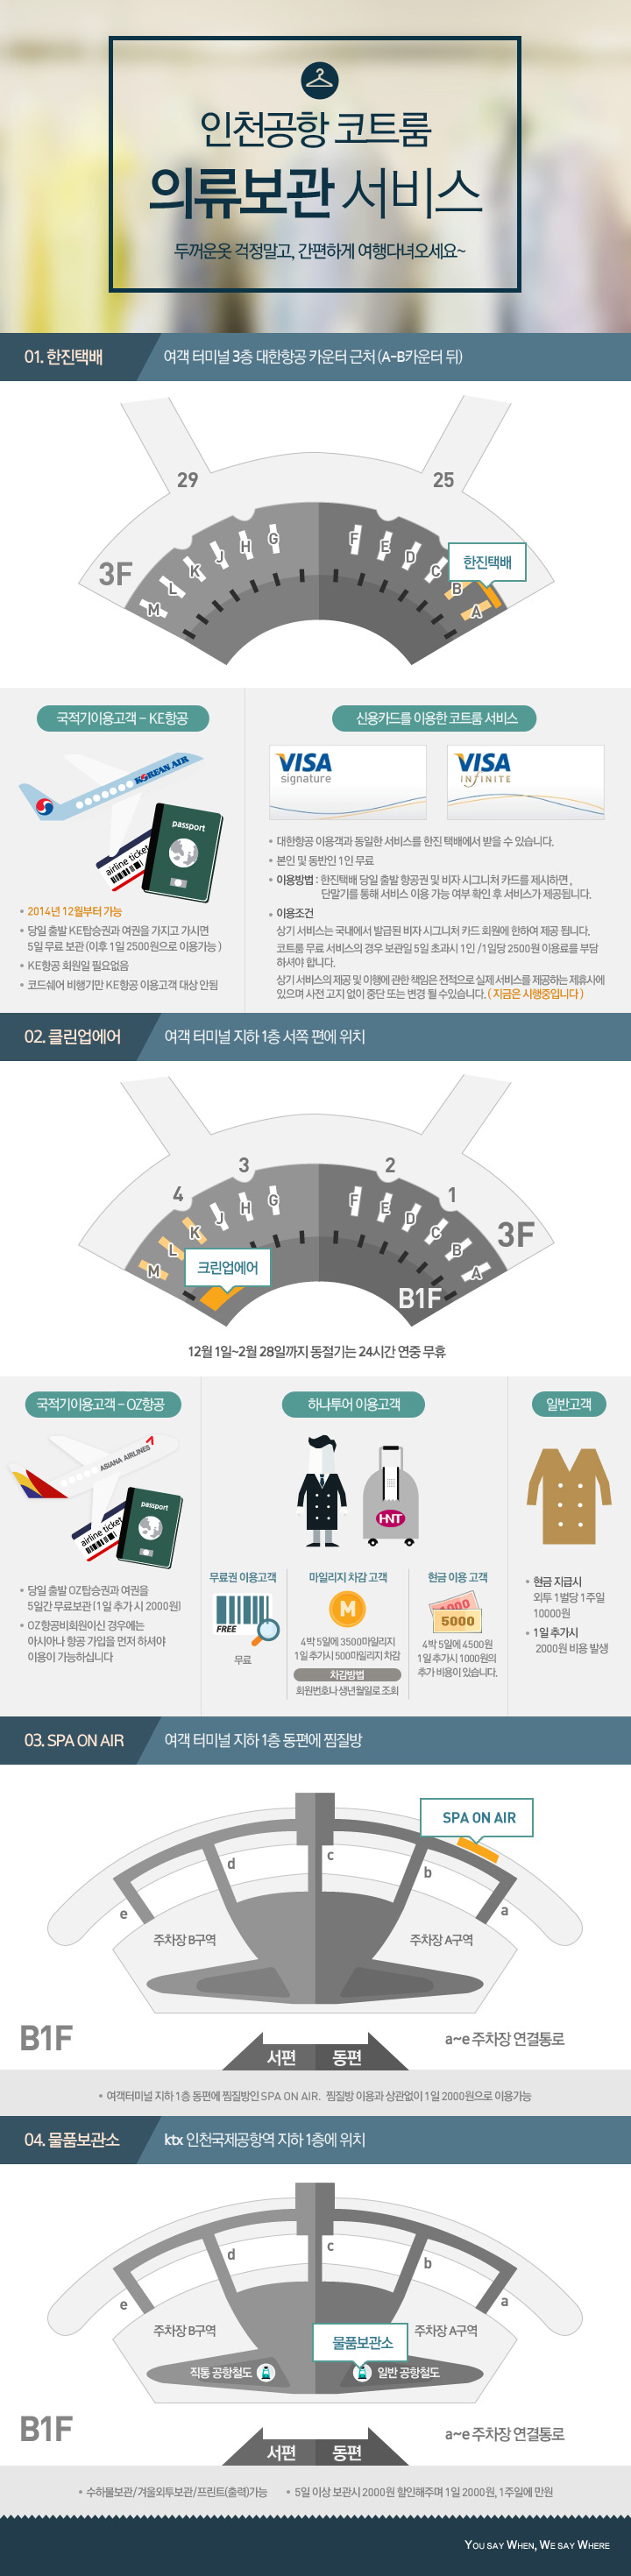 인천공항 코트룸
의류보관 서비스
두꺼운옷 걱정말고, 간편하게 여행다녀오세요~
01. 한진택배
여객 터미널 3층 대한항공 카운터 근처 (A-B카운터 뒤)
29
25
3F
M
L
K
J
H
G
F
E
D
C
B
A
한진택배
국적기이용고객 - KE항공
KOREAN AIR
airline ticket
passport
• 2014년 12월부터 가능
• 당일 출발 KE탑승권과 여권을 가지고 가시면
5일 무료 보관 (이후 1일 2500원으로 이용가능 )
• KE항공 회원일 필요없음
• 코드쉐어 비행기만 KE항공 이용고객 대상 안됨
신용카드를 이용한 코트룸 서비스
VISA
signature
VISA
INFINITE
• 대한항공 이용객과 동일한 서비스를 한진 택배에서 받을 수 있습니다.
• 본인 및 동반인 1인 무료
• 이용방법 : 한진택배 당일 출발 항공권 및 비자 시그니처 카드를 제시하면 ,
단말기를 통해 서비스 이용 가능 여부 확인 후 서비스가 제공됩니다.
• 이용조건
상기 서비스는 국내에서 발급된 비자 시그니처 카드 회원에 한하여 제공 됩니다.
코트룸 무료 서비스의 경우 보관일 5일 초과시 1인 /1일당 2500원 이용료를 부담
하셔야 합니다.
상기 서비스의 제공 및 이행에 관한 책임은 전적으로 실제 서비스를 제공하는 제휴사에
있으며 사전 고지 없이 중단 또는 변경 될 수있습니다. ( 지금은 시행중입니다 )
02. 클린업에어
여객 터미널 지하 1층 서쪽 편에 위치
4
3
2
1
3F
M
L
K
J
H
G
F
E
D
C
B
A
크린업에어
B1F
12월 1일~2월 28일까지 동절기는 24시간 연중 무휴
국적기이용고객 - OZ항공
ASIANA AIRLINES
airline ticket
passport
• 당일 출발 OZ탑승권과 여권을
5일간 무료보관 (1일 추가 시 2000원)
• OZ항공비회원이신 경우에는
아시아나 항공 가입을 먼저 하셔야
이용이 가능하십니다
하나투어 이용고객
HNT
무료권 이용고객
FREE
무료
마일리지 차감 고객
M
4박 5일에 3500마일리지
1일 추가시 500마일리지 차감
차감방법
회원번호나 생년월일로 조회
현금 이용 고객
1000
5000
4박 5일에 4500원
1일 추가시 1000원의
추가 비용이 있습니다.
일반고객
• 현금 지급시
외투 1벌당 1주일
10000원
• 1일 추가시
2000원 비용 발생
03. SPA ON AIR
여객 터미널 지하 1층 동편에 찜질방
SPA ON AIR
e
d
c
b
a
주차장 B구역
주차장 A구역
B1F
서편
동편
a~e 주차장 연결통로
• 여객터미널 지하 1층 동편에 찜질방인 SPA ON AIR. 찜질방 이용과 상관없이 1일 2000원으로 이용가능
04. 물품보관소
ktx 인천국제공항역 지하 1층에 위치
e
d
c
b
a
주차장 B구역
주차장 A구역
물품보관소
직통 공항철도
일반 공항철도
B1F
서편
동편
a~e 주차장 연결통로
• 수하물보관/겨울외투보관/프린트(출력)가능
• 5일 이상 보관시 2000원 할인해주며 1일 2000원, 1주일에 만원
YOU SAY WHEN, WE SAY WHERE